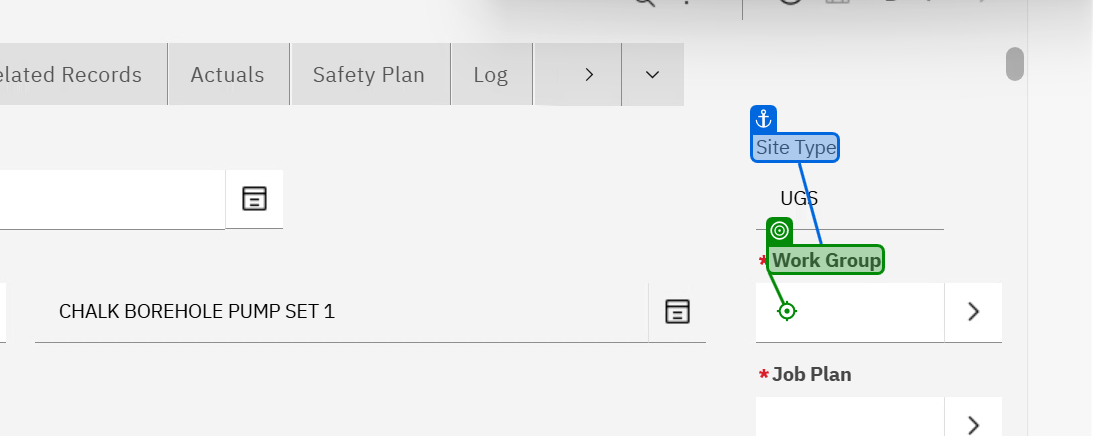 elated Records Actuals Safety Plan Log
Site Type
UGS
*Work Group
CHALK BOREHOLE PUMP SET 1
*Job Plan